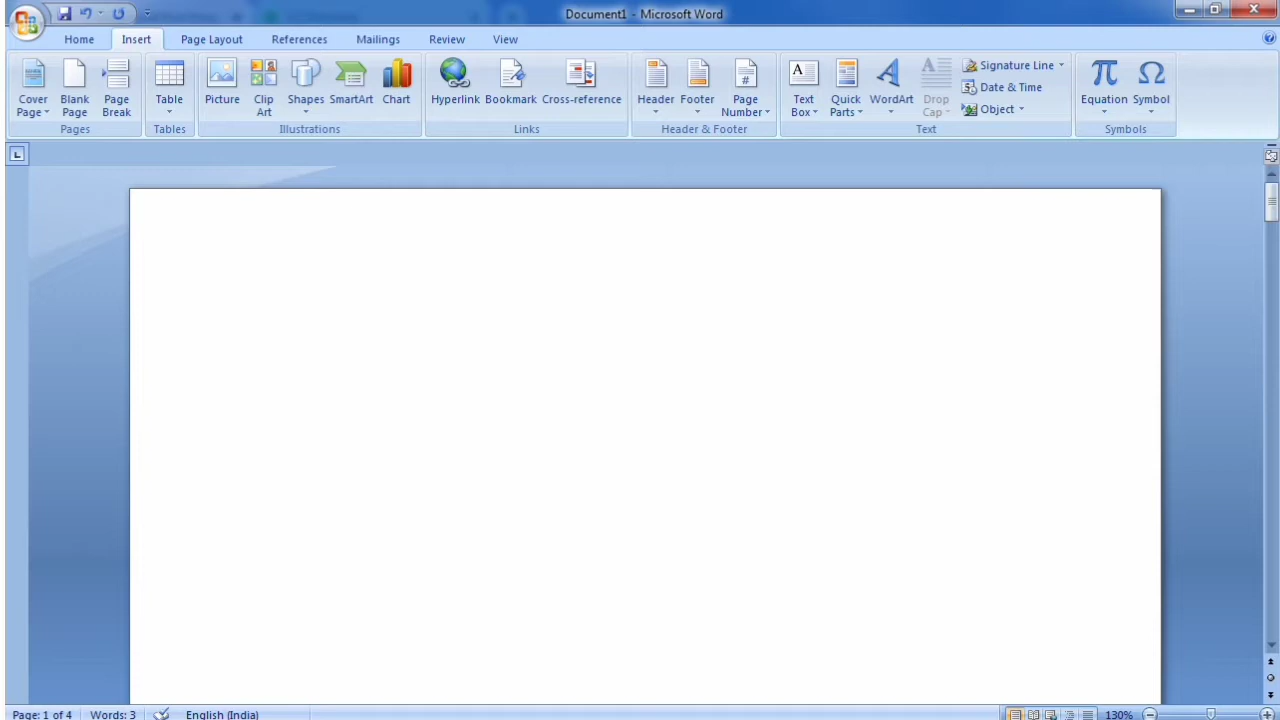 Document1 - Microsoft Word
Home Insert Page Layout References Mailings Review View
Cover Page Blank Page Page Break Table Picture Clip Art Shapes SmartArt Chart Hyperlink Bookmark Cross-reference Header Footer Page Number Text Box Quick Parts WordArt Drop Cap Signature Line Date & Time Object Equation Symbol
Pages Tables Illustrations Links Header & Footer Text Symbols
Page: 1 of 4 Words: 3 English (India) 130%